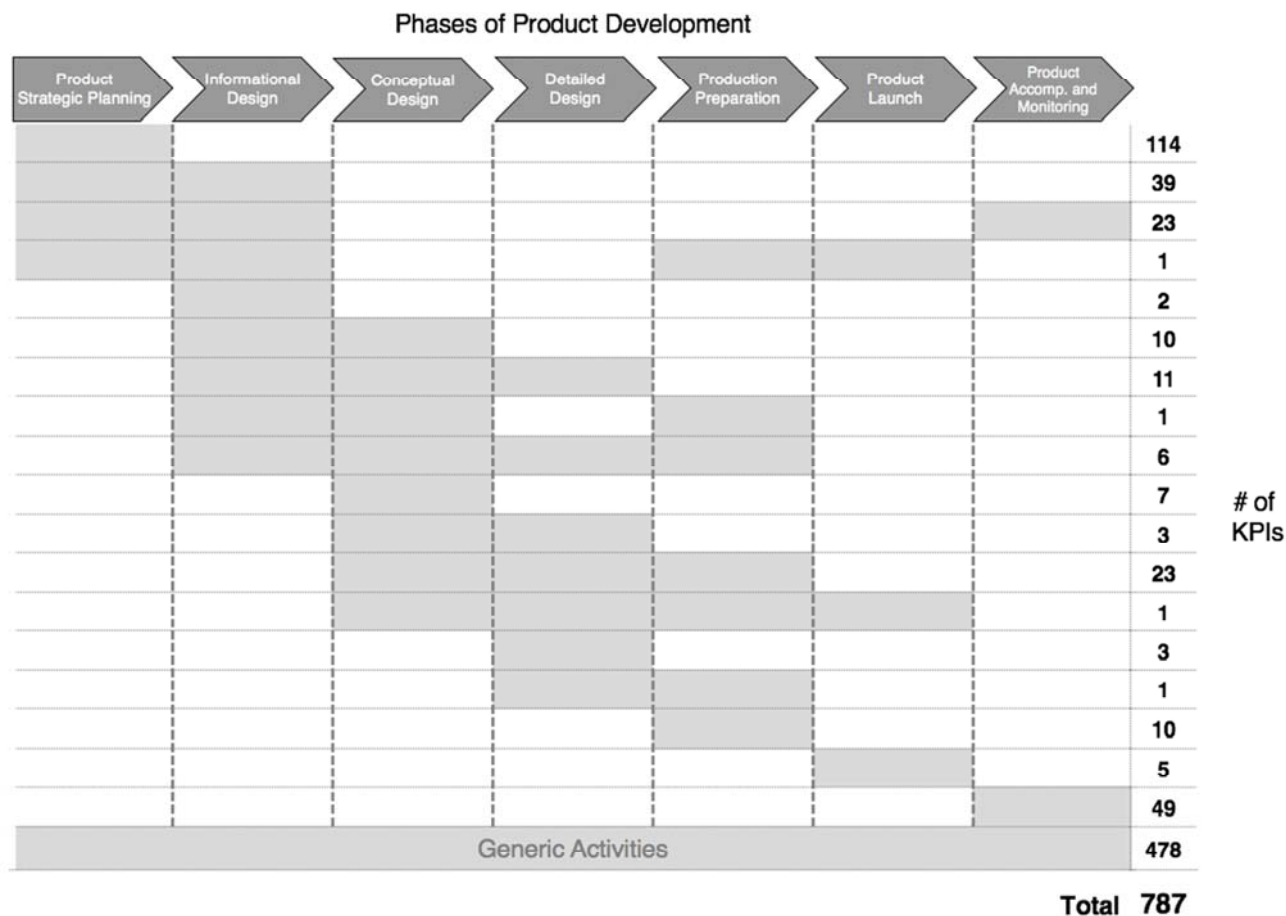 Phases of Product Development
Product
Strategic Planning
Informational
Design
Conceptual
Design
Detailed
Design
Production
Preparation
Product
Launch
Product
Accomp. and
Monitoring
114
39
23
1
2
10
11
1
6
7
3
23
1
3
1
10
5
49
Generic Activities 478
# of
KPIs
Total 787